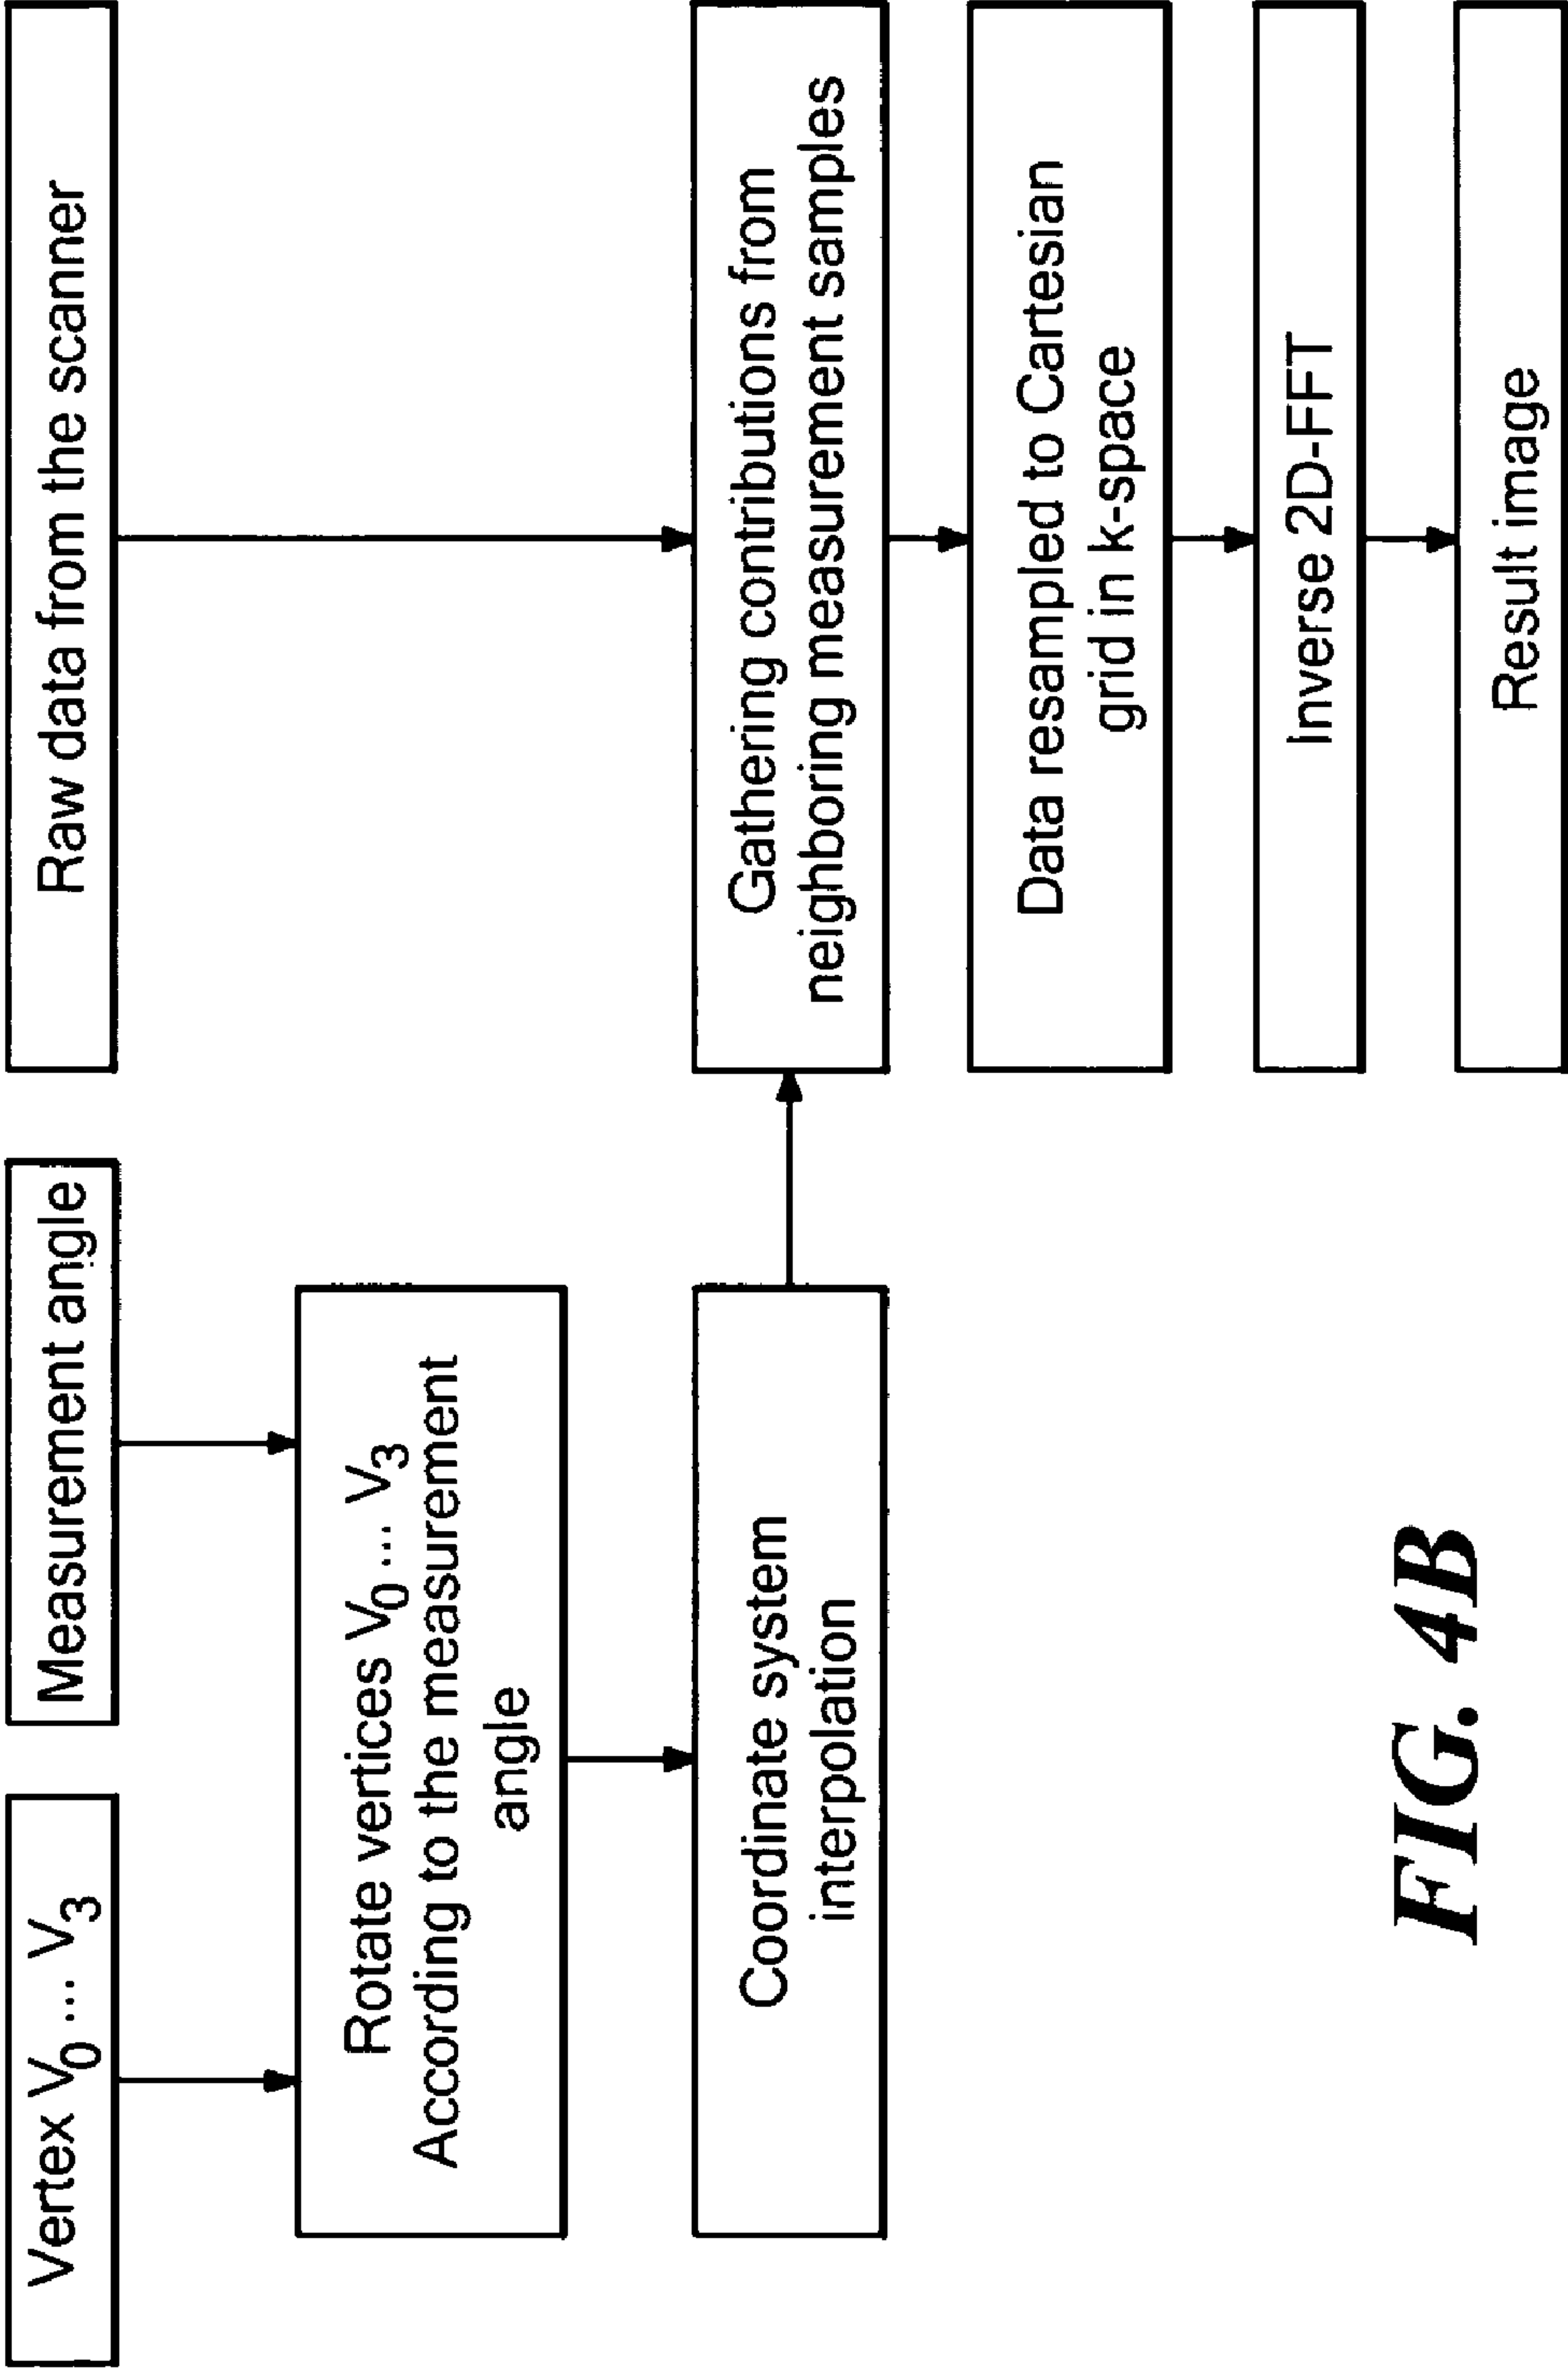 Vertex V0 ... V3
Measurement angle
Raw data from the scanner
Rotate vertices V0 ... V3
According to the measurement
angle
Coordinate system
interpolation
Gathering contributions from
neighboring measurement samples
Data resampled to Cartesian
grid in k-space
Inverse 2D-FFT
Result image
FIG. 4B